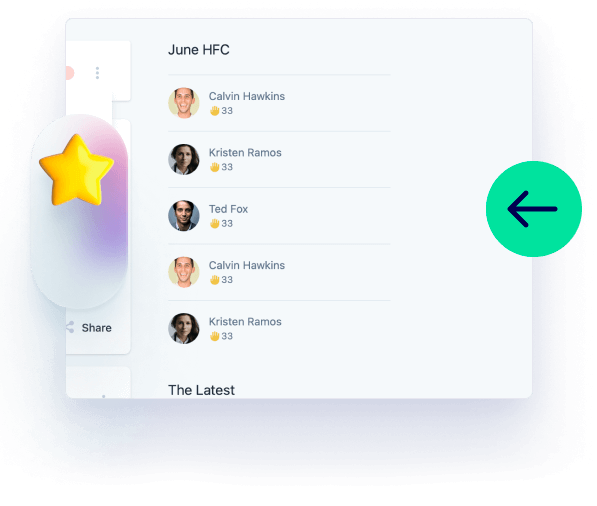 June HFC
Calvin Hawkins
👋33
Kristen Ramos
👋33
Ted Fox
👋33
Calvin Hawkins
👋33
Kristen Ramos
👋33
Share
The Latest